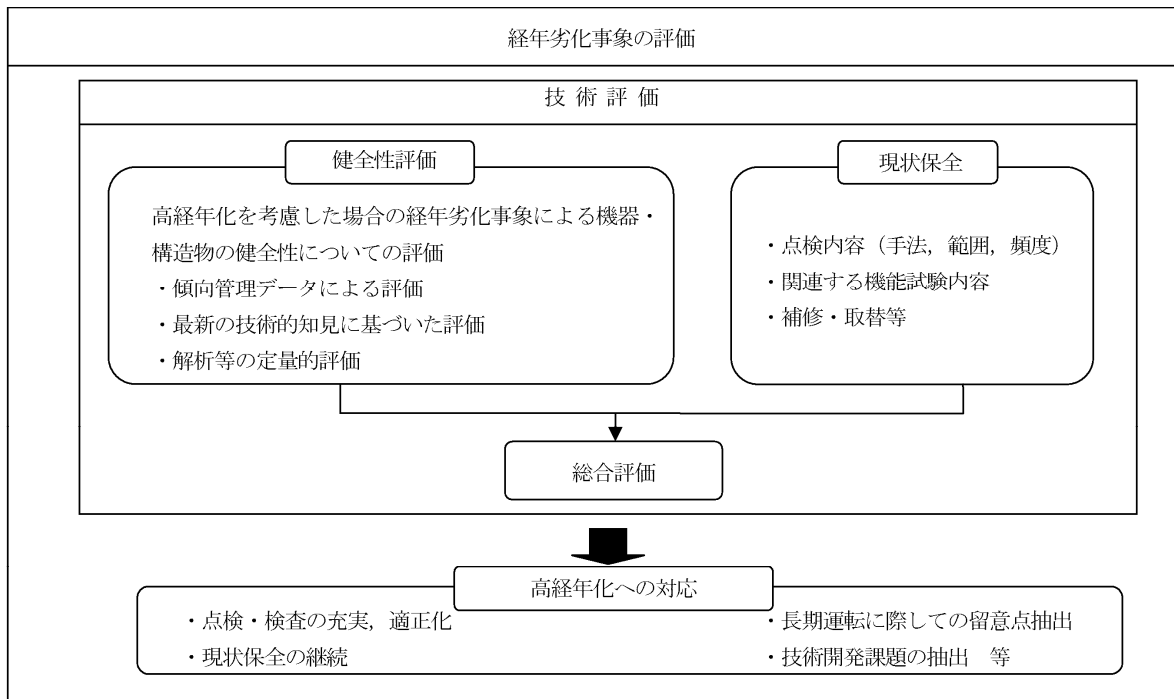 経年劣化事象の評価
技 術 評 価
健全性評価
高経年化を考慮した場合の経年劣化事象による機器・
構造物の健全性についての評価
・傾向管理データによる評価
・最新の技術的知見に基づいた評価
・解析等の定量的評価
現状保全
・点検内容（手法，範囲，頻度）
・関連する機能試験内容
・補修・取替等
総合評価
高経年化への対応
・点検・検査の充実，適正化
・現状保全の継続
・長期運転に際しての留意点抽出
・技術開発課題の抽出　等